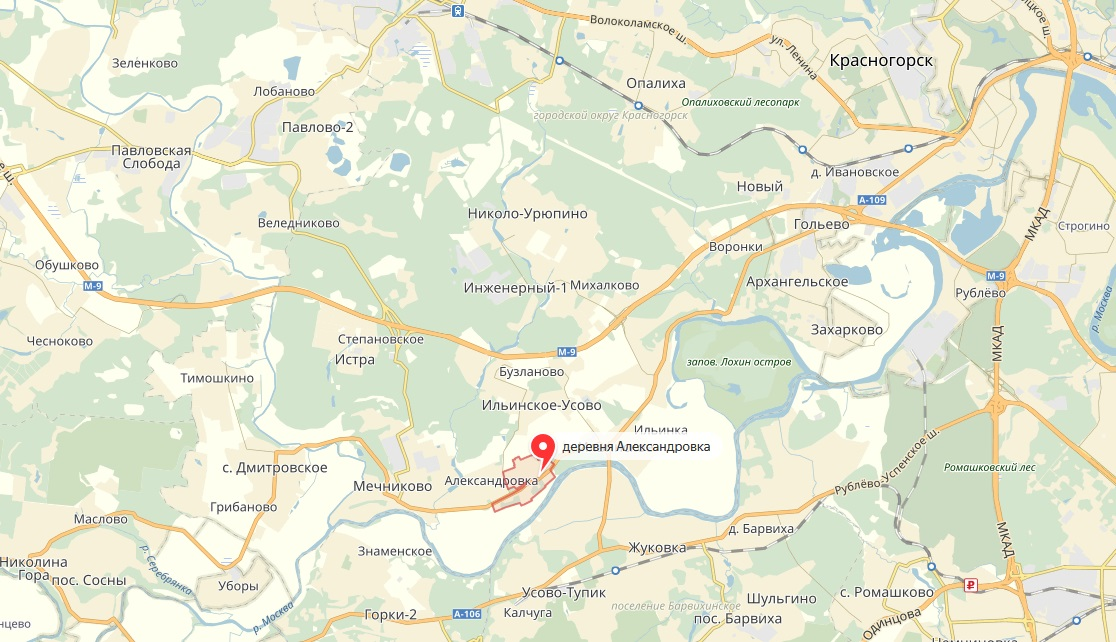 Волоколамское ш.
ул. Ленина
Красногорск
Зеленково
Лобаново
Опалиха
Опалиховский лесопарк
городской округ Красногорск
Павлово-2
Павловская
Слобода
д. Ивановское
Новый
А-109
Николо-Урюпино
Гольево
МКАД
Строгино
Веледниково
Воронки
Обушково
М-9
Инженерный-1
Михалково
Архангельское
М-9
Рублёво
р. Москва
Захарково
МКАД
Чесноково
Степановское
Истра
М-9
запов. Лохин остров
Бузланово
Тимошкино
Ильинское-Усово
Ильинка
деревня Александровка
с. Дмитровское
Мечниково
Александровка
Рублёво-Успенское ш.
Ромашковский лес
Грибаново
Маслово
д. Барвиха
МКАД
Знаменское
Жуковка
Николина
Гора
пос. Сосны
р. Серебрянка
Уборы
Усово-Тупик
поселение Барвихинское
Шульгино
с. Ромашково
р. Москва
Горки-2
А-106
Калчуга
пос. Барвиха
Одинцова